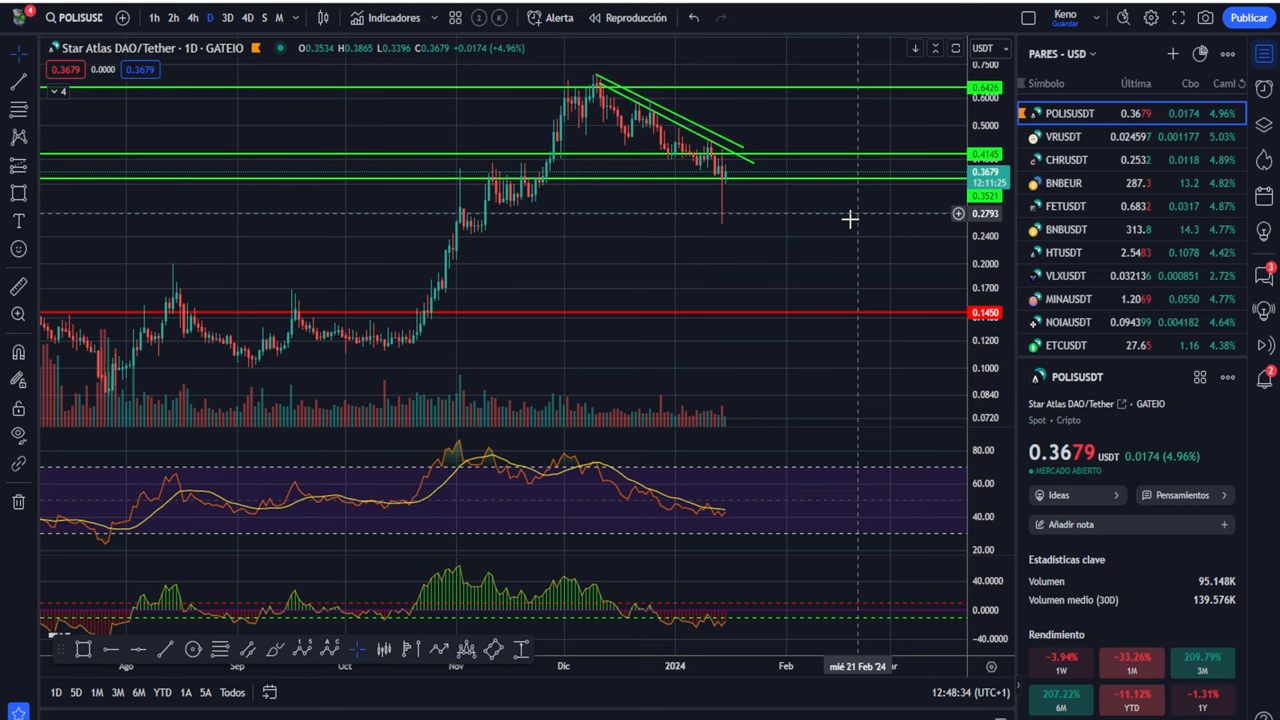 4
POLISUSD
1h 2h 4h D 3D 4D S M
Indicadores
2 K
Alerta
Reproducción
Keno
Guardar
Publicar
Star Atlas DAO/Tether · 1D · GATEIO
O0.3534 H0.3865 L0.3396 C0.3679 +0.0174 (+4.96%)
USDT
0.3679 0.0000 0.3679
4
0.7500
0.6426
0.6000
0.5000
0.4145
0.3679
12:11:25
0.3521
0.2793
0.2400
0.2000
0.1700
0.1450
0.1200
0.1000
0.0840
0.0720
80.00
60.00
40.00
20.00
40.0000
0.0000
−40.0000
Ago Sep Oct Nov Dic 2024 Feb mié 21 Feb '24
1D 5D 1M 3M 6M YTD 1A 5A Todos
12:48:34 (UTC+1)
PARES - USD
Símbolo Última Cbo Caml
POLISUSDT 0.3679 0.0174 4.96%
VRUSDT 0.024597 0.001177 5.03%
CHRUSDT 0.2532 0.0118 4.89%
BNBEUR 287.3 13.2 4.82%
FETUSDT 0.6832 0.0317 4.87%
BNBUSDT 313.8 14.3 4.77%
HTUSDT 2.5483 0.1078 4.42%
VLXUSDT 0.032136 0.000851 2.72%
MINAUSDT 1.2069 0.0550 4.77%
NOIAUSDT 0.094399 0.004182 4.64%
ETCUSDT 27.65 1.16 4.38%
3
2
POLISUSDT
Star Atlas DAO/Tether · GATEIO
Spot · Cripto
0.3679 USDT 0.0174 (4.96%)
MERCADO ABIERTO
Ideas
Pensamientos
Añadir nota
Estadísticas clave
Volumen 95.148K
Volumen medio (30D) 139.576K
Rendimiento
−3.94% −33.26% 209.79%
1W 1M 3M
207.22% −11.12% −1.31%
6M YTD 1Y